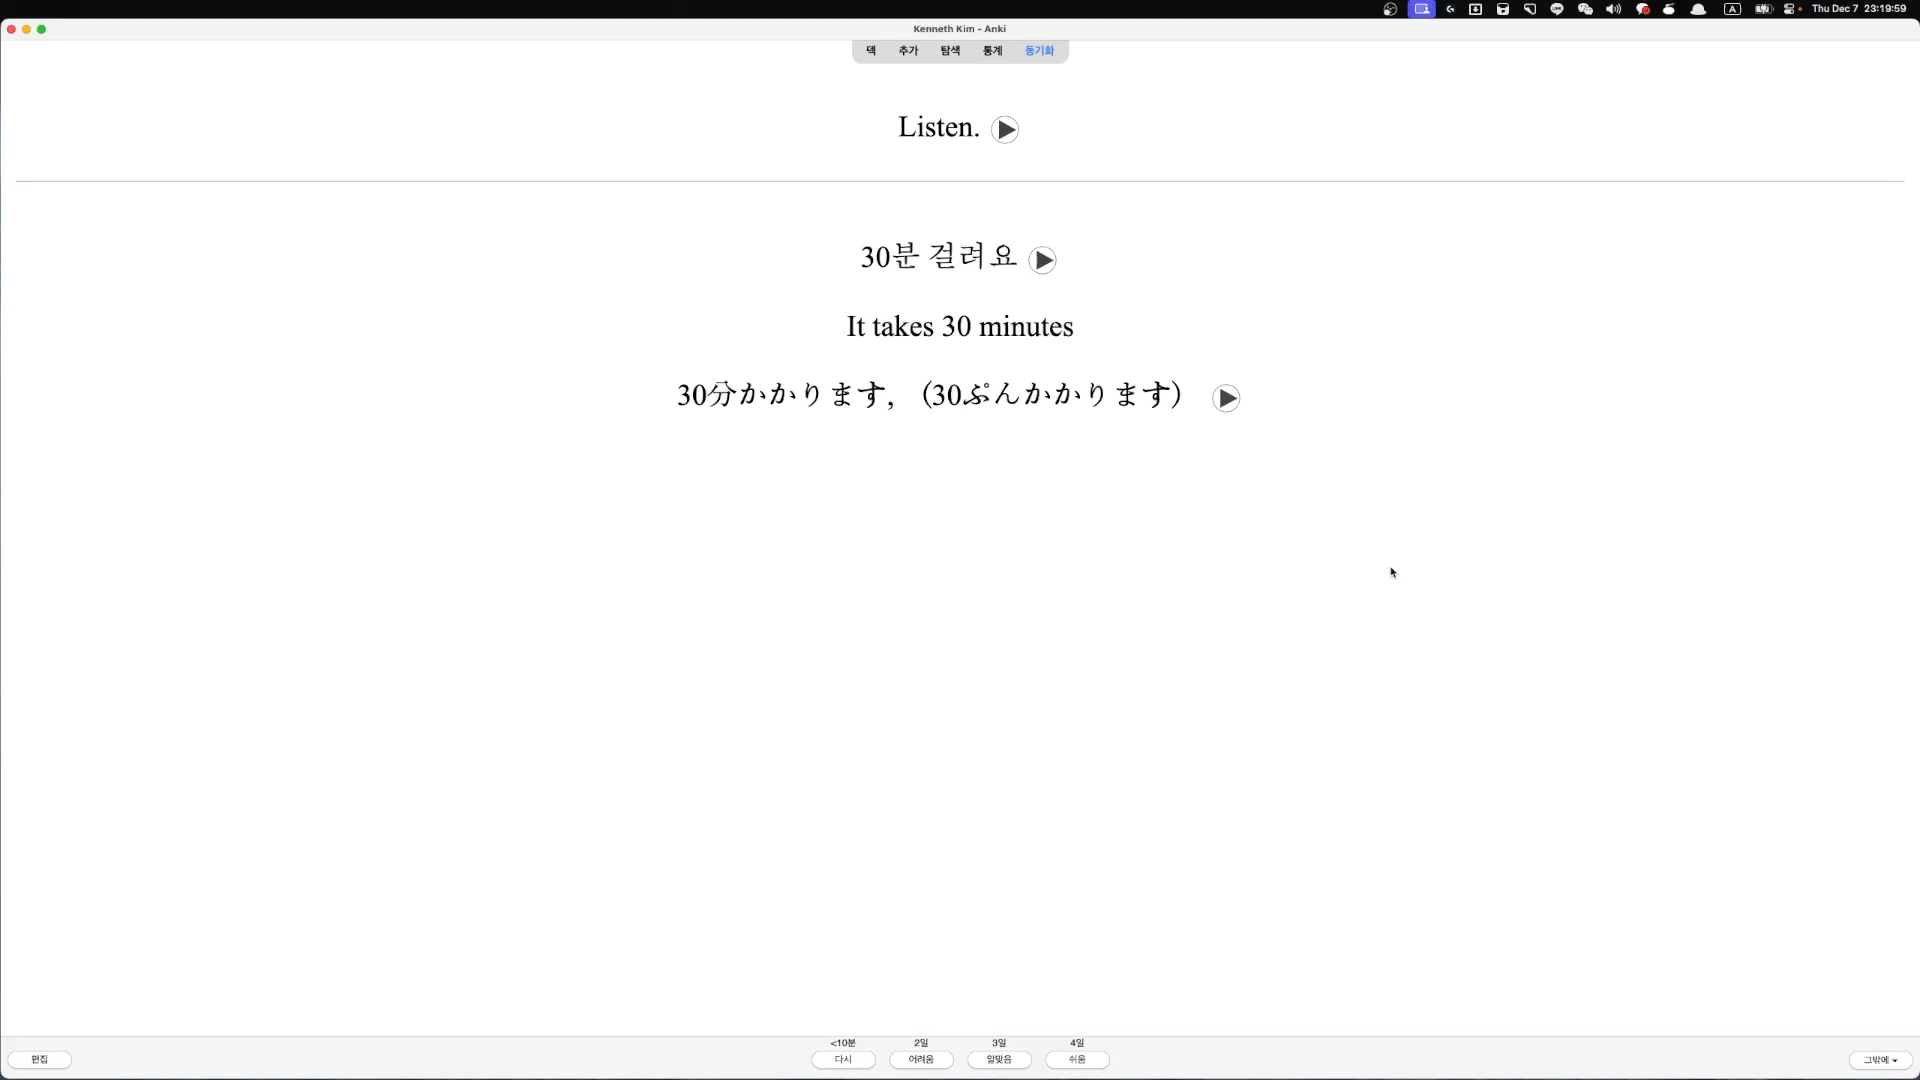 Thu Dec 7 23:19:59
Kenneth Kim - Anki
덱 추가 탐색 통계 동기화
Listen.
30분 걸려요
It takes 30 minutes
30分かかります, （30ぷんかかります）
<10분 2일 3일 4일
편집 다시 어려움 알맞음 쉬움 그밖에